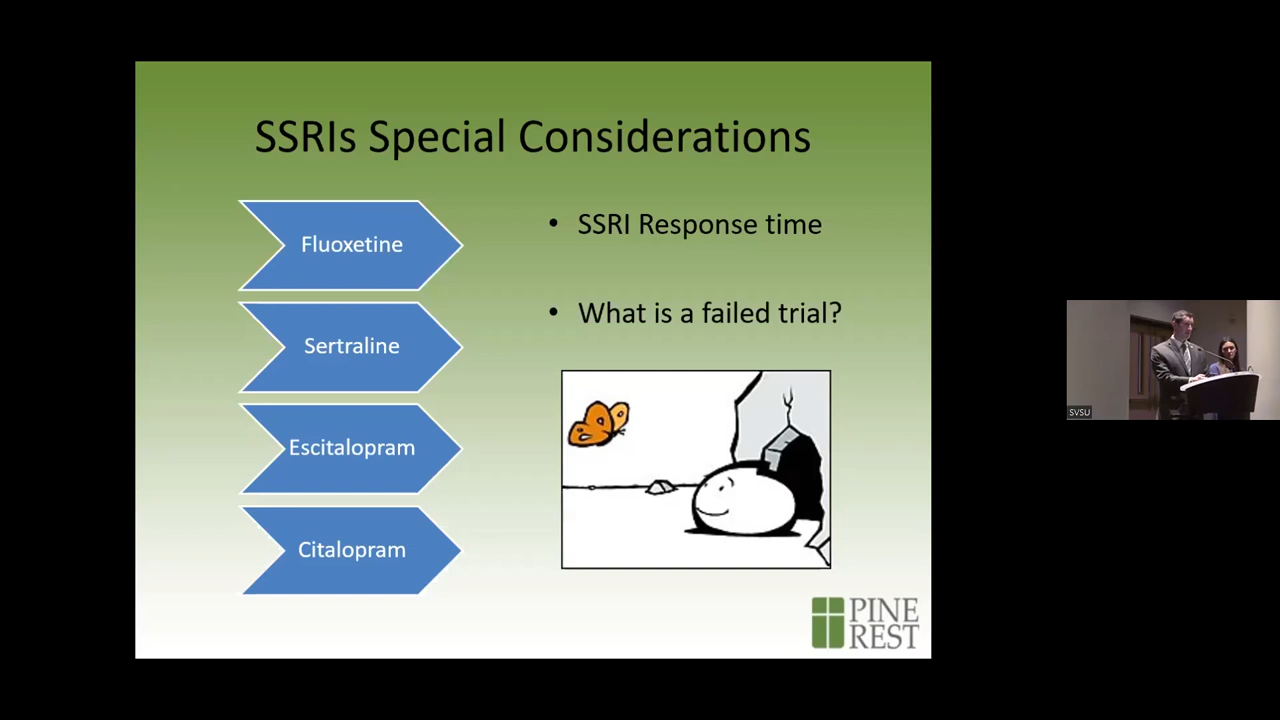 SSRIs Special Considerations
Fluoxetine
Sertraline
Escitalopram
Citalopram
• SSRI Response time
• What is a failed trial?
PINE
REST
SVSU